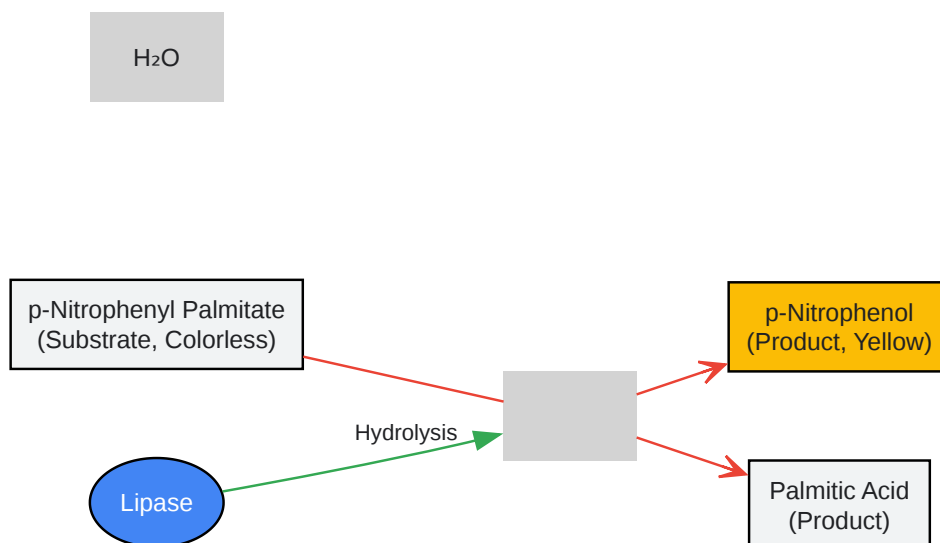 H₂O
p-Nitrophenyl Palmitate
(Substrate, Colorless)
p-Nitrophenol
(Product, Yellow)
Hydrolysis
Lipase
Palmitic Acid
(Product)